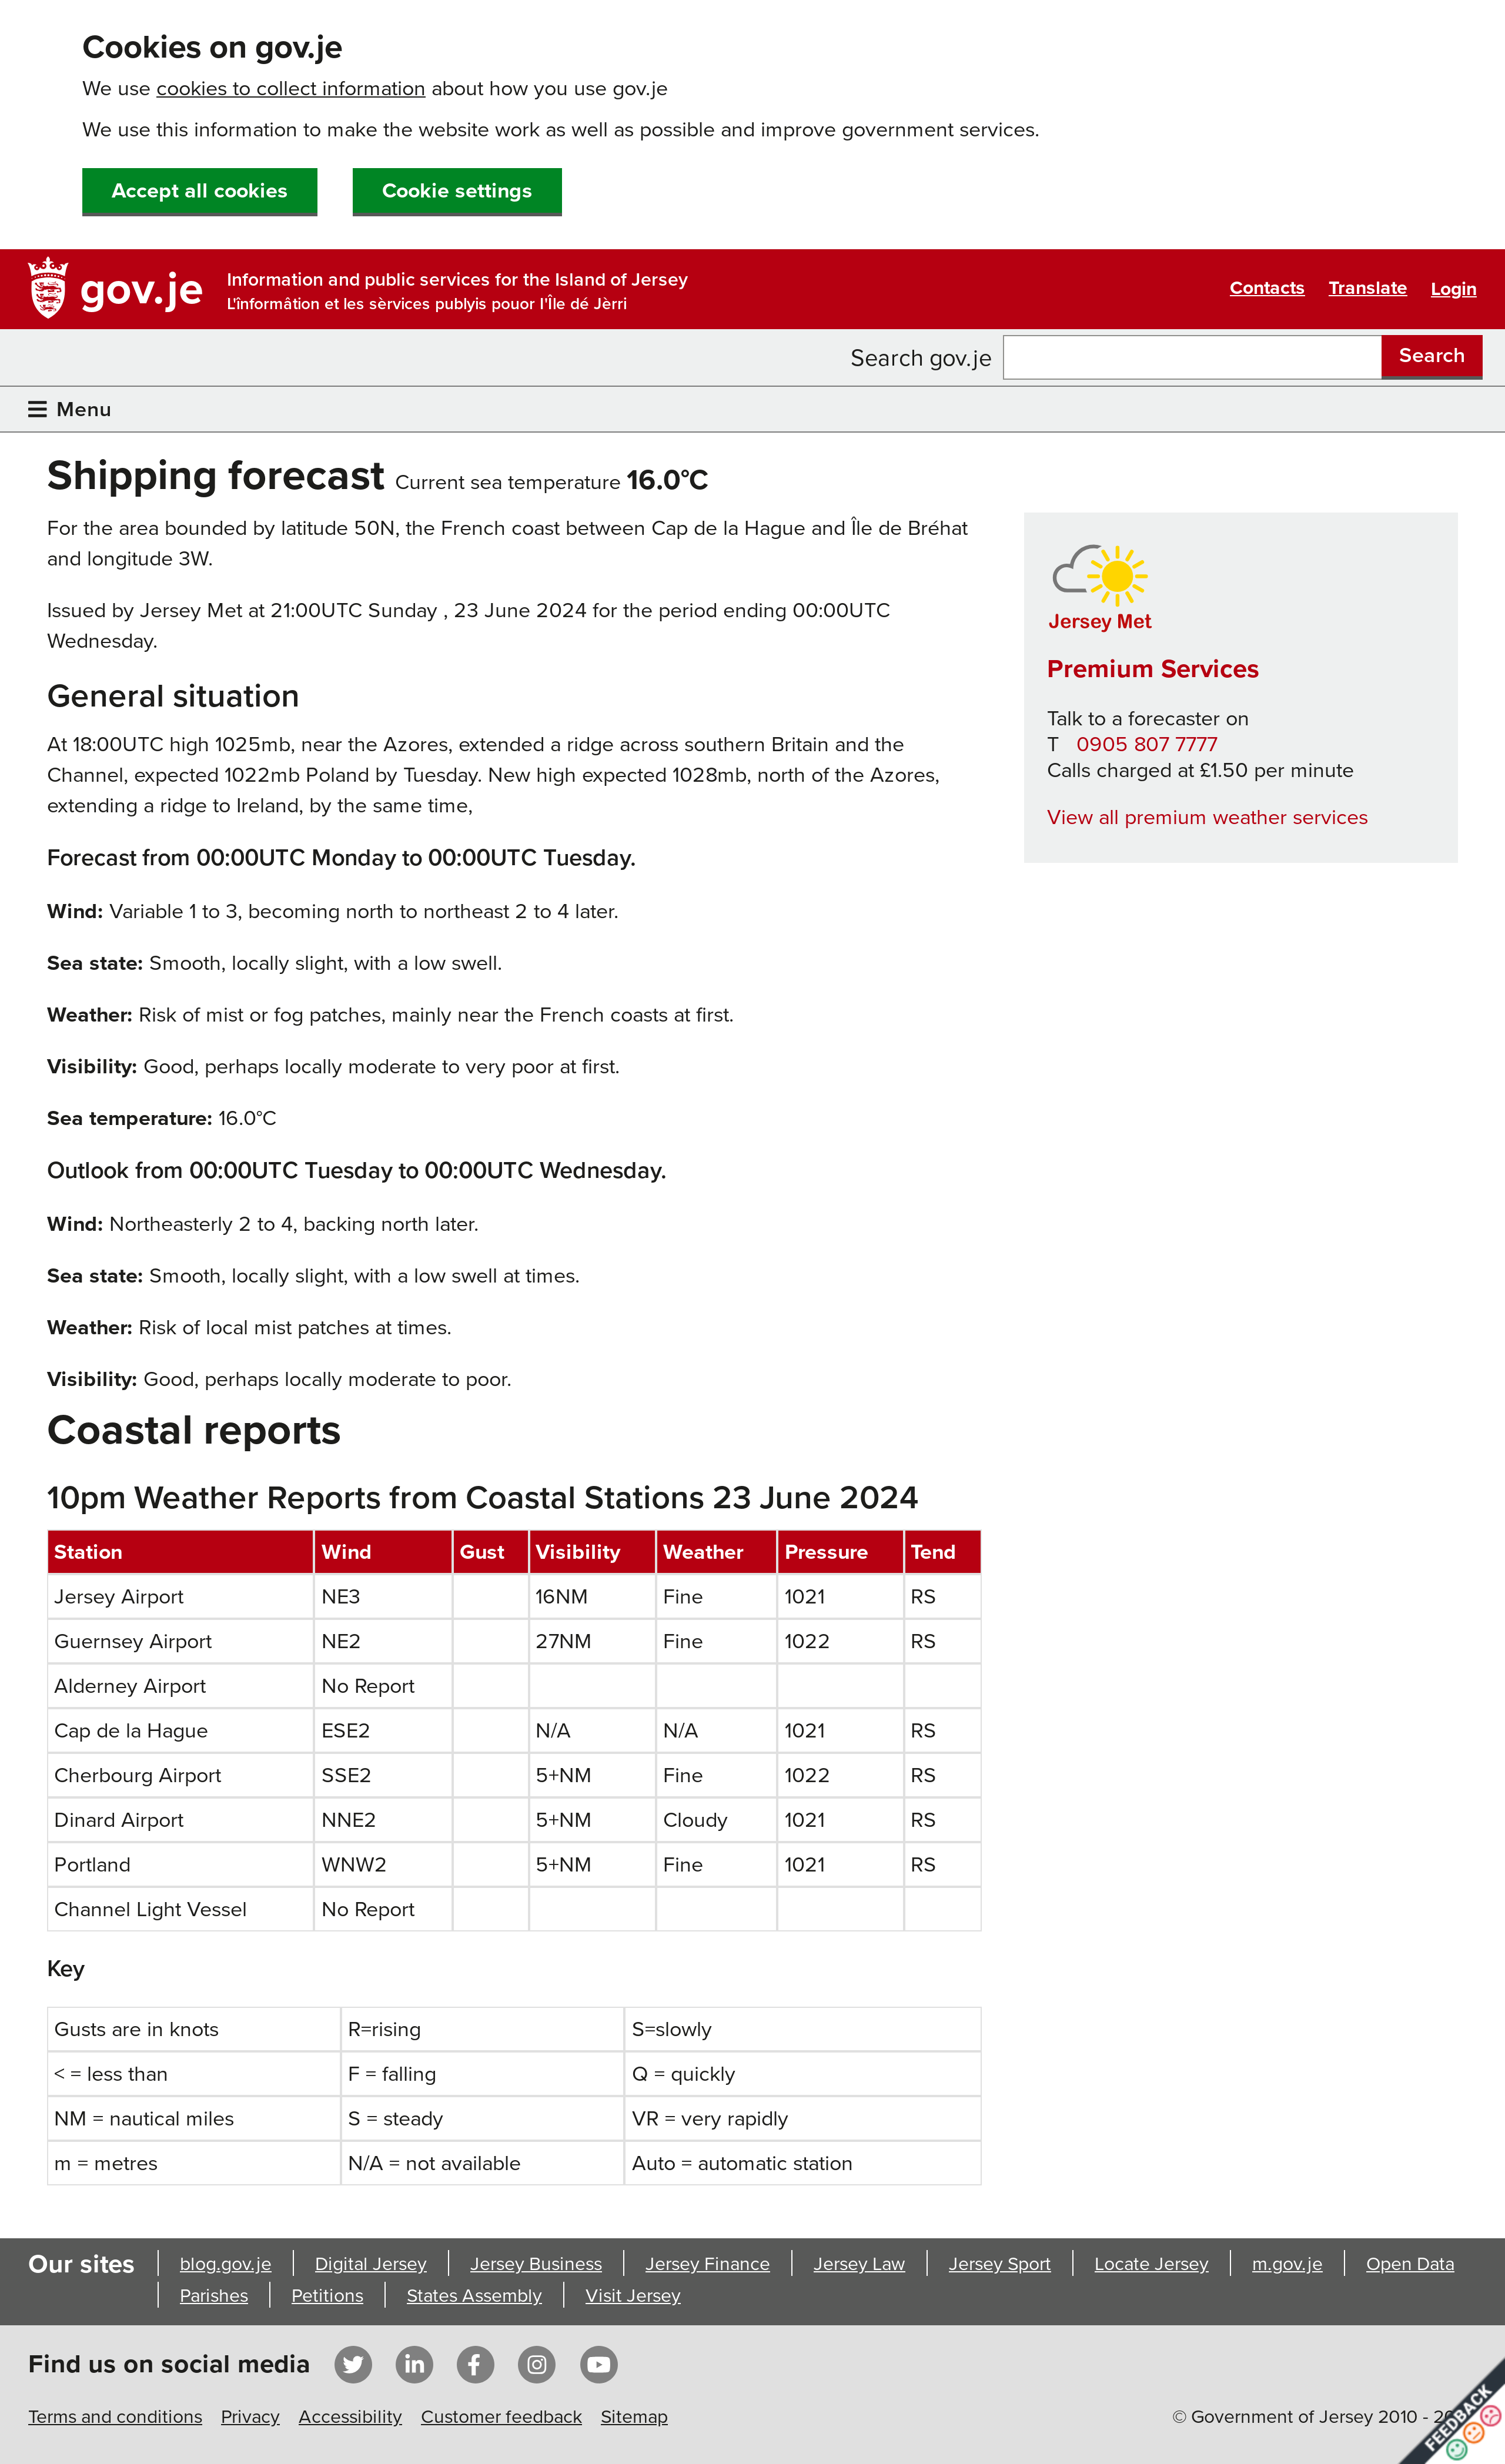 Cookies on gov.je
We use cookies to collect information about how you use gov.je
We use this information to make the website work as well as possible and improve government services.
Accept all cookies
Cookie settings
gov.je
Information and public services for the Island of Jersey
L'înformâtion et les sèrvices publyis pouor I'Île dé Jèrri
Contacts Translate Login
Search gov.je
Search
Menu
Shipping forecast Current sea temperature 16.0°C
For the area bounded by latitude 50N, the French coast between Cap de la Hague and Île de Bréhat
and longitude 3W.
Issued by Jersey Met at 21:00UTC Sunday , 23 June 2024 for the period ending 00:00UTC
Wednesday.
General situation
At 18:00UTC high 1025mb, near the Azores, extended a ridge across southern Britain and the
Channel, expected 1022mb Poland by Tuesday. New high expected 1028mb, north of the Azores,
extending a ridge to Ireland, by the same time,
Forecast from 00:00UTC Monday to 00:00UTC Tuesday.
Wind: Variable 1 to 3, becoming north to northeast 2 to 4 later.
Sea state: Smooth, locally slight, with a low swell.
Weather: Risk of mist or fog patches, mainly near the French coasts at first.
Visibility: Good, perhaps locally moderate to very poor at first.
Sea temperature: 16.0°C
Outlook from 00:00UTC Tuesday to 00:00UTC Wednesday.
Wind: Northeasterly 2 to 4, backing north later.
Sea state: Smooth, locally slight, with a low swell at times.
Weather: Risk of local mist patches at times.
Visibility: Good, perhaps locally moderate to poor.
Jersey Met
Premium Services
Talk to a forecaster on
T 0905 807 7777
Calls charged at £1.50 per minute
View all premium weather services
Coastal reports
10pm Weather Reports from Coastal Stations 23 June 2024
Station Wind Gust Visibility Weather Pressure Tend
Jersey Airport NE3 16NM Fine 1021 RS
Guernsey Airport NE2 27NM Fine 1022 RS
Alderney Airport No Report
Cap de la Hague ESE2 N/A N/A 1021 RS
Cherbourg Airport SSE2 5+NM Fine 1022 RS
Dinard Airport NNE2 5+NM Cloudy 1021 RS
Portland WNW2 5+NM Fine 1021 RS
Channel Light Vessel No Report
Key
Gusts are in knots R=rising S=slowly
< = less than F = falling Q = quickly
NM = nautical miles S = steady VR = very rapidly
m = metres N/A = not available Auto = automatic station
Our sites blog.gov.je Digital Jersey Jersey Business Jersey Finance Jersey Law Jersey Sport Locate Jersey m.gov.je Open Data
Parishes Petitions States Assembly Visit Jersey
Find us on social media
Terms and conditions Privacy Accessibility Customer feedback Sitemap
© Government of Jersey 2010 -
FEEDBACK